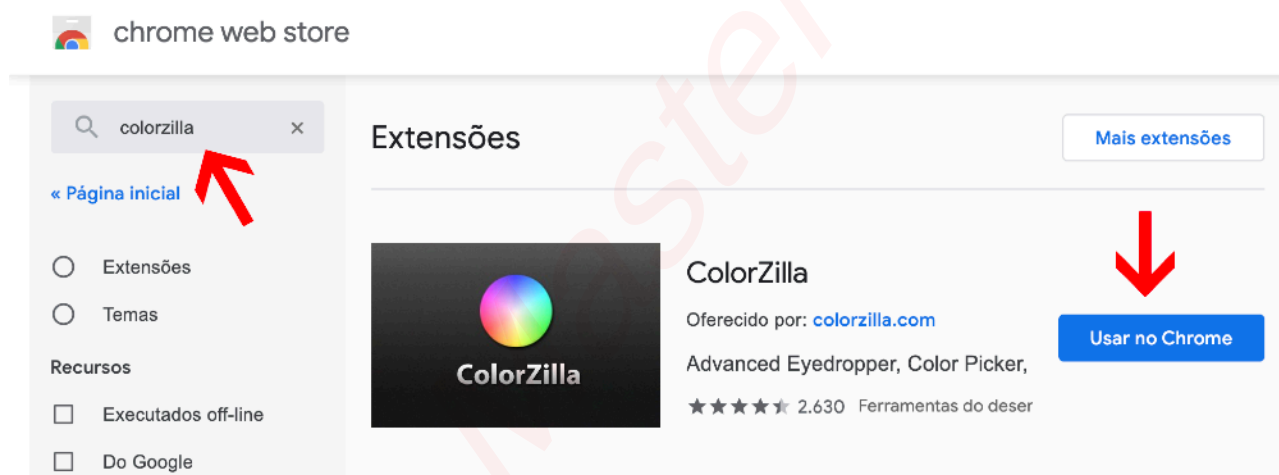 chrome web store
colorzilla ×
« Página inicial
Extensões
Temas
Recursos
Executados off-line
Do Google
Extensões
Mais extensões
ColorZilla
ColorZilla
Oferecido por: colorzilla.com
Advanced Eyedropper, Color Picker,
2.630 Ferramentas do deser
Usar no Chrome
Master